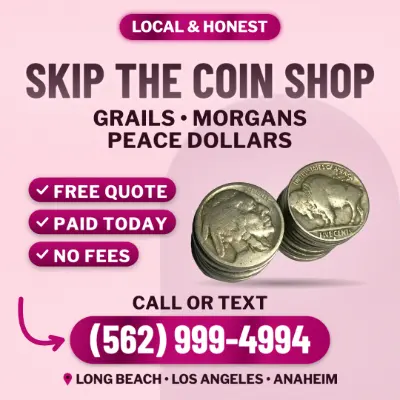 LOCAL & HONEST
SKIP THE COIN SHOP
GRAILS • MORGANS
PEACE DOLLARS
FREE QUOTE
PAID TODAY
NO FEES
CALL OR TEXT
(562) 999-4994
LONG BEACH • LOS ANGELES • ANAHEIM